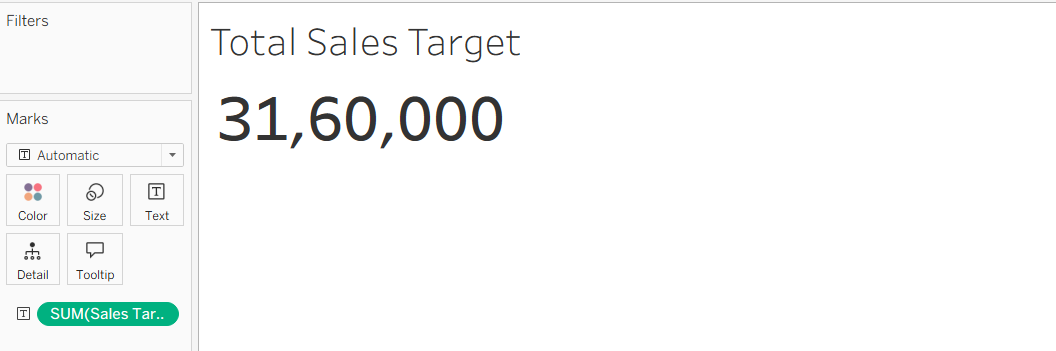 Filters
Marks
Automatic
Color
Size
Text
Detail
Tooltip
SUM(Sales Tar..
Total Sales Target
31,60,000